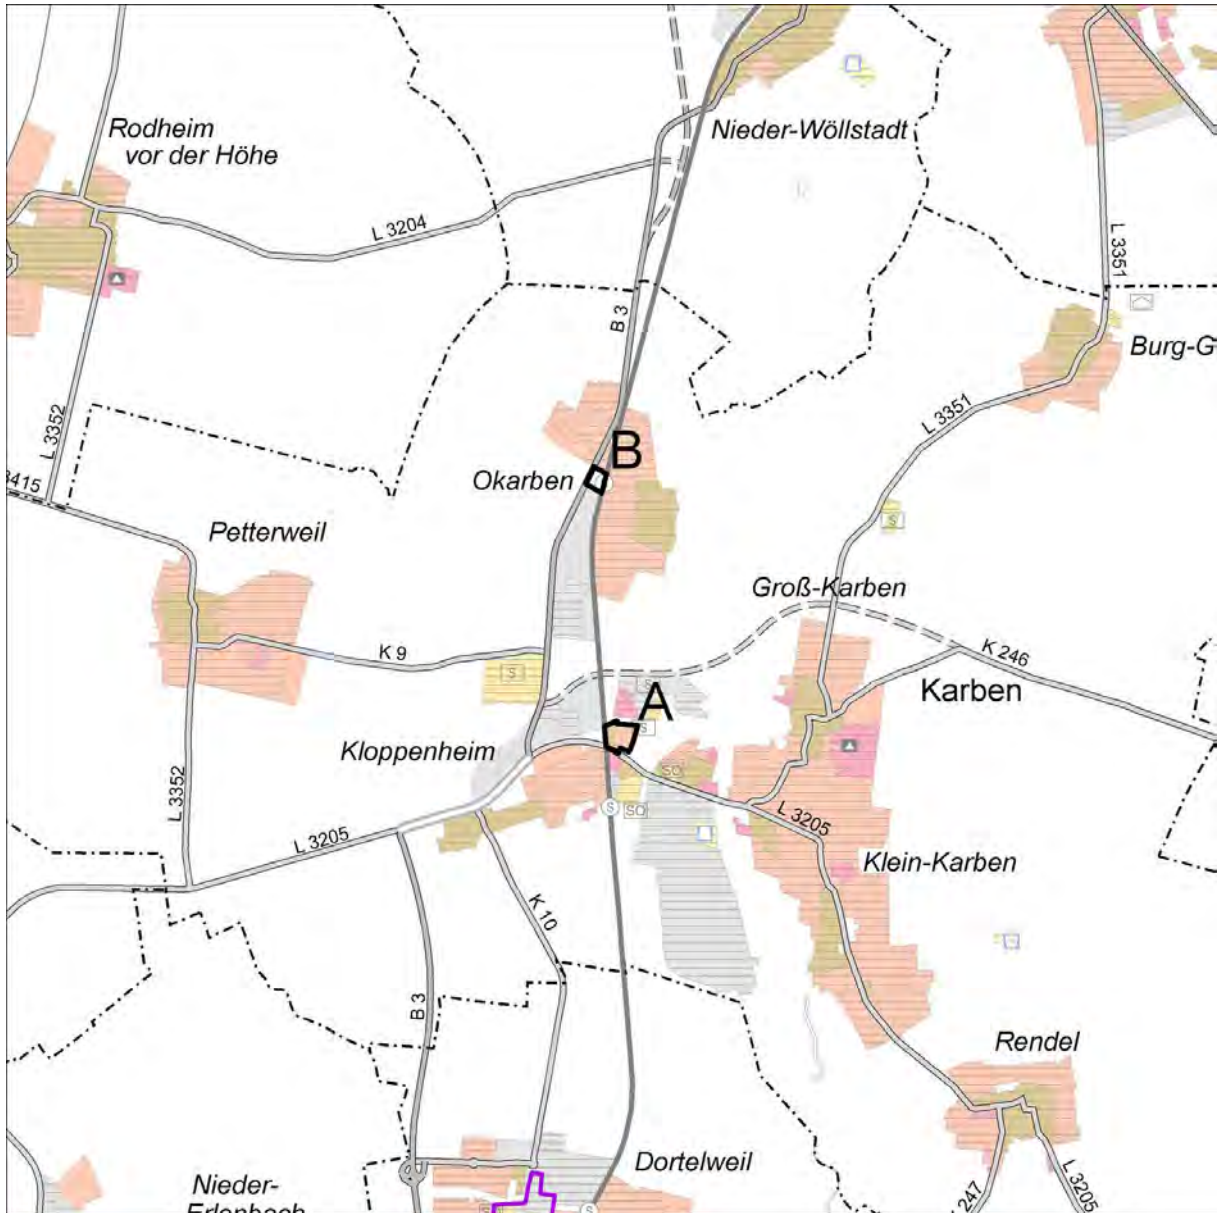 Rodheim
vor der Höhe
Nieder-Wöllstadt
L 3204
L 3351
B 3
Burg-G
L 3352
L 3351
B
Okarben
3415
Petterweil
S
Groß-Karben
K 9
K 246
S
S
Karben
A
S
Kloppenheim
SO
L 3352
S
SO
L 3205
L 3205
Klein-Karben
K 10
B 3
Rendel
Dortelweil
L 3205
247
Nieder-
Erlenbach
S